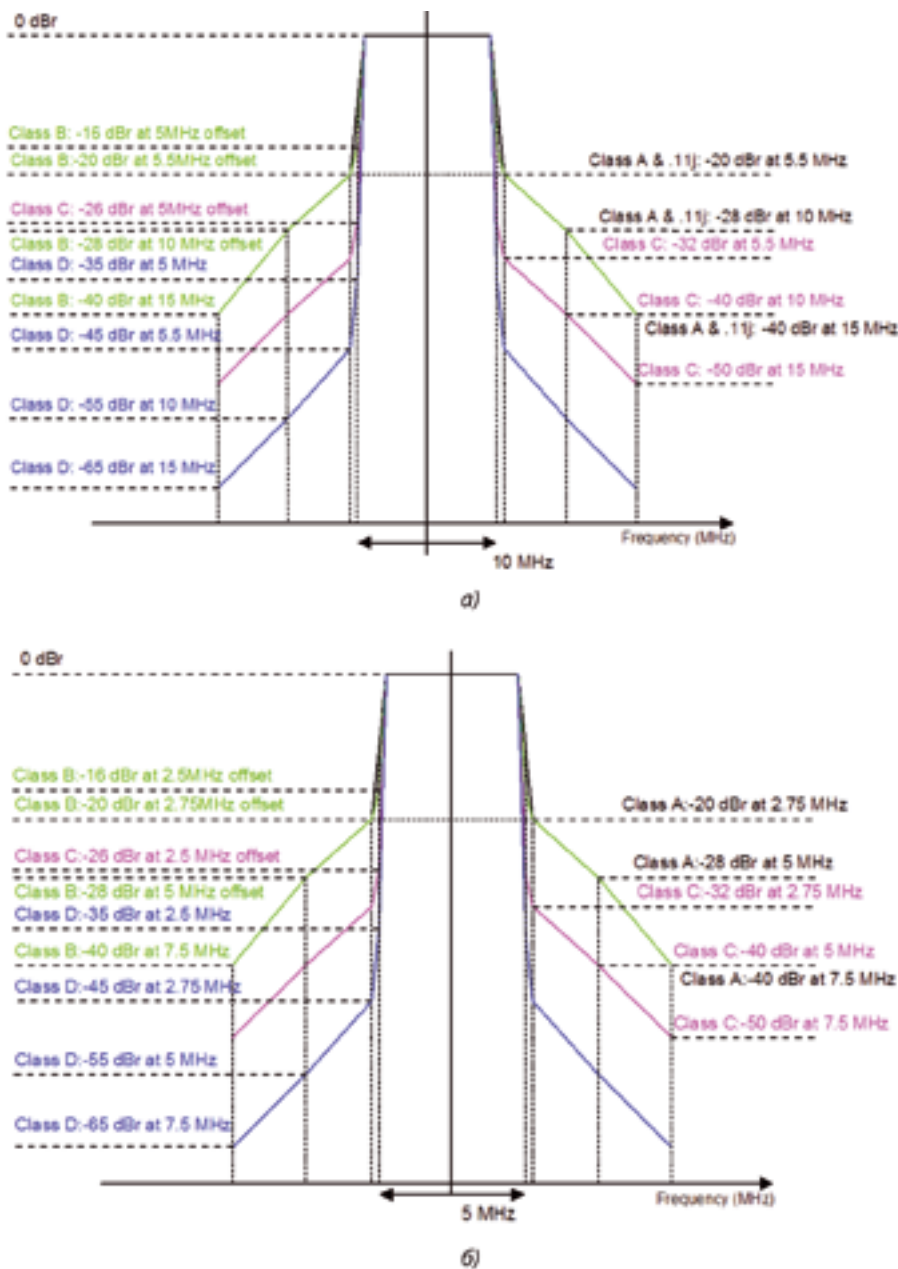 0 dBr
Class B: -16 dBr at 5MHz offset
Class B:-20 dBr at 5.5MHz offset
Class A & .11j: -20 dBr at 5.5 MHz
Class C: -26 dBr at 5MHz offset
Class A & .11j: -28 dBr at 10 MHz
Class B: -28 dBr at 10 MHz offset
Class C: -32 dBr at 5.5 MHz
Class D: -35 dBr at 5 MHz
Class B: -40 dBr at 15 MHz
Class C: -40 dBr at 10 MHz
Class D: -45 dBr at 5.5 MHz
Class A & .11j: -40 dBr at 15 MHz
Class C: -50 dBr at 15 MHz
Class D: -55 dBr at 10 MHz
Class D: -65 dBr at 15 MHz
Frequency (MHz)
10 MHz
а)
0 dBr
Class B:-16 dBr at 2.5MHz offset
Class B:-20 dBr at 2.75MHz offset
Class A:-20 dBr at 2.75 MHz
Class C:-26 dBr at 2.5 MHz offset
Class A:-28 dBr at 5 MHz
Class B:-28 dBr at 5 MHz offset
Class C:-32 dBr at 2.75 MHz
Class D:-35 dBr at 2.5 MHz
Class B:-40 dBr at 7.5 MHz
Class C:-40 dBr at 5 MHz
Class D:-45 dBr at 2.75 MHz
Class A:-40 dBr at 7.5 MHz
Class C:-50 dBr at 7.5 MHz
Class D:-55 dBr at 5 MHz
Class D:-65 dBr at 7.5 MHz
Frequency (MHz)
5 MHz
б)